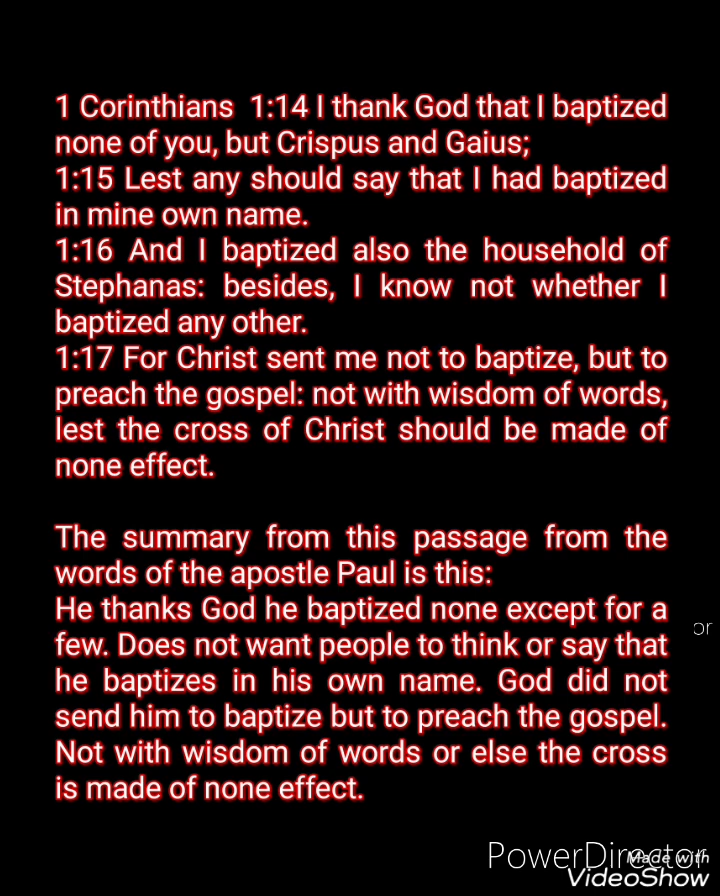 1 Corinthians  1:14 I thank God that I baptized
none of you, but Crispus and Gaius;
1:15 Lest any should say that I had baptized
in mine own name.
1:16 And I baptized also the household of
Stephanas: besides, I know not whether I
baptized any other.
1:17 For Christ sent me not to baptize, but to
preach the gospel: not with wisdom of words,
lest the cross of Christ should be made of
none effect.

The summary from this passage from the
words of the apostle Paul is this:
He thanks God he baptized none except for a
few. Does not want people to think or say that
he baptizes in his own name. God did not
send him to baptize but to preach the gospel.
Not with wisdom of words or else the cross
is made of none effect.
or
PowerDirector
Made with
VideoShow